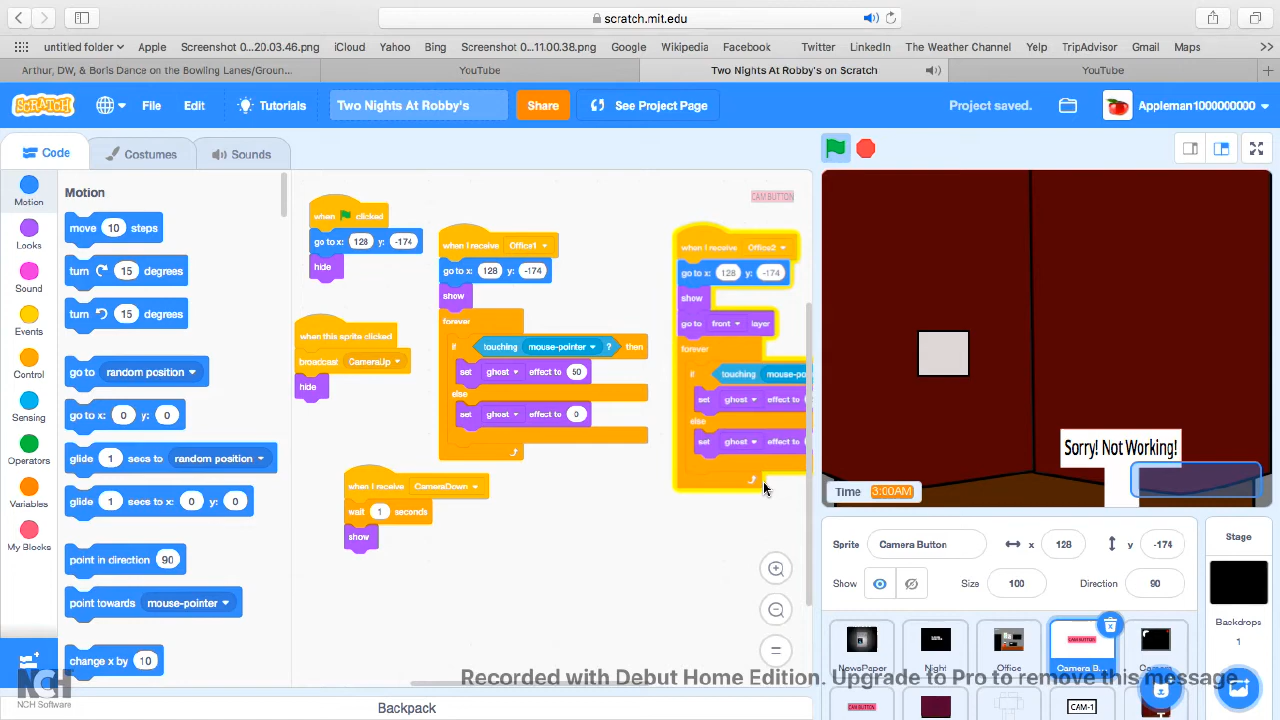 scratch.mit.edu
untitled folder
Apple
Screenshot 0...20.03.46.png
iCloud
Yahoo
Bing
Screenshot 0...11.00.38.png
Google
Wikipedia
Facebook
Twitter
LinkedIn
The Weather Channel
Yelp
TripAdvisor
Gmail
Maps
Arthur, DW, & Boris Dance on the Bowling Lanes/Groun...
YouTube
Two Nights At Robby's on Scratch
YouTube
SCRATCH
File
Edit
Tutorials
Two Nights At Robby's
Share
See Project Page
Project saved.
Appleman1000000000
Code
Costumes
Sounds
Motion
Looks
Sound
Events
Control
Sensing
Operators
Variables
My Blocks
Motion
move 10 steps
turn 15 degrees
turn 15 degrees
go to random position
go to x: 0 y: 0
glide 1 secs to random position
glide 1 secs to x: 0 y: 0
point in direction 90
point towards mouse-pointer
change x by 10
when clicked
go to x: 128 y: -174
hide
when this sprite clicked
broadcast CameraUp
hide
when I receive Office1
go to x: 128 y: -174
show
forever
if touching mouse-pointer ? then
set ghost effect to 50
else
set ghost effect to 0
when I receive CameraDown
wait 1 seconds
show
CAM BUTTON
when I receive Office2
go to x: 128 y: -174
show
go to front layer
forever
if touching mouse-po
set ghost effect to
else
set ghost effect to
Sorry! Not Working!
Time 3:00AM
Sprite Camera Button x 128 y -174
Show Size 100 Direction 90
Stage
Backdrops
1
NewsPaper
Night
Office
CAM BUTTON
Camera B...
Camera
CAM BUTTON
CAM-1
Backpack
NCH
NCH Software
Recorded with Debut Home Edition. Upgrade to Pro to remove this message